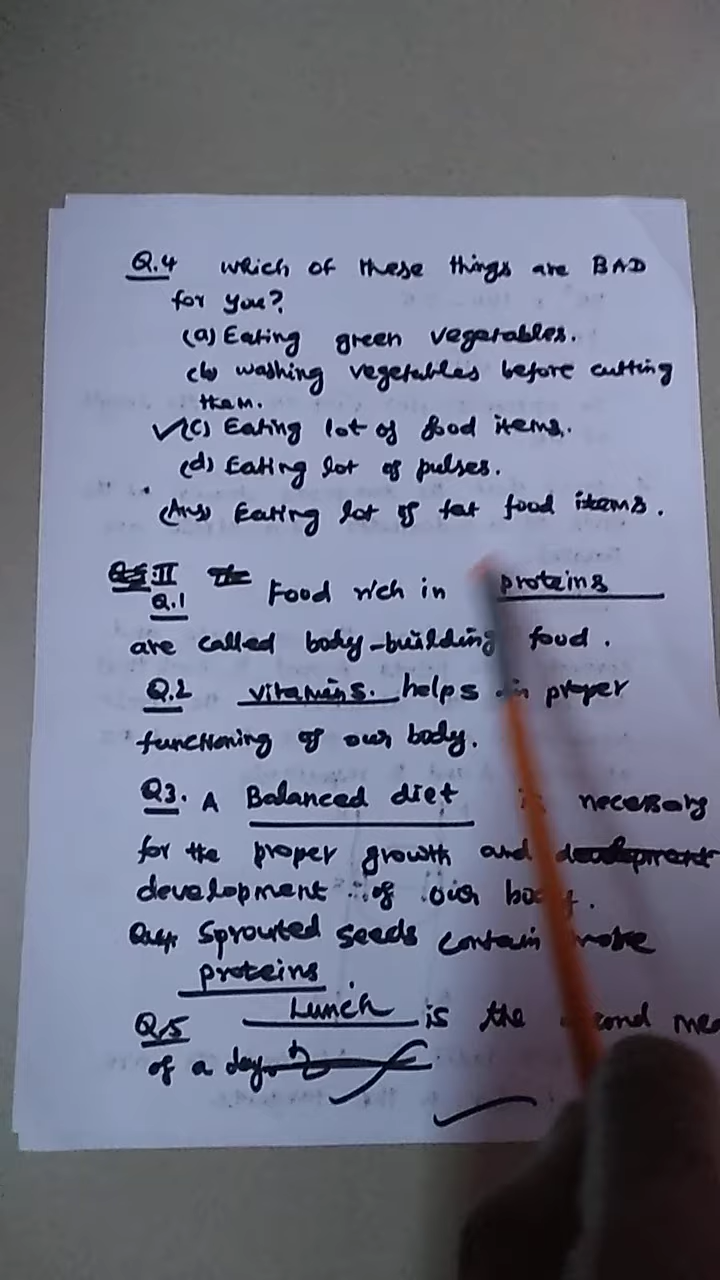 Q.4 which of these things are BAD
for you?
(a) Eating green vegetables.
(b) washing vegetables before cutting
them.
✓(c) Eating lot of food items.
(d) Eating lot of pulses.
(Ans) Eating lot of fat food items.
II
Q.1 Food rich in proteins
are called body-building food.
Q.2 vitamins. helps in proper
functioning of our body.
Q3. A Balanced diet is necessary
for the proper growth and
development of our body.
Q4. Sprouted seeds contain more
proteins.
Q.5 Lunch is the second
of a day.